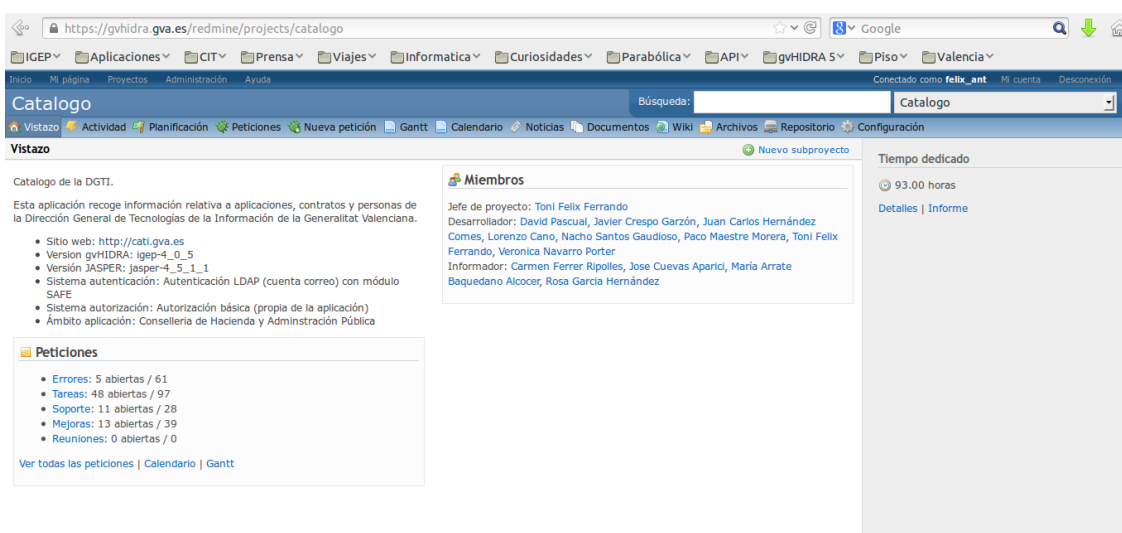 https://gvhidra.gva.es/redmine/projects/catalogo
Google
IGEP Aplicaciones CIT Prensa Viajes Informatica Curiosidades Parabólica API gvHIDRA 5 Piso Valencia
Inicio Mi página Proyectos Administración Ayuda
Conectado como felix_ant Mi cuenta Desconexión
Catalogo
Búsqueda:
Catalogo
Vistazo Actividad Planificación Peticiones Nueva petición Gantt Calendario Noticias Documentos Wiki Archivos Repositorio Configuración
Vistazo
Nuevo subproyecto
Catalogo de la DGTI.
Esta aplicación recoge información relativa a aplicaciones, contratos y personas de
la Dirección General de Tecnologías de la Información de la Generalitat Valenciana.
Sitio web: http://cati.gva.es
Version gvHIDRA: igep-4_0_5
Versión JASPER: jasper-4_5_1_1
Sistema autenticación: Autenticación LDAP (cuenta correo) con módulo
SAFE
Sistema autorización: Autorización básica (propia de la aplicación)
Ámbito aplicación: Conselleria de Hacienda y Adminstración Pública
Peticiones
Errores: 5 abiertas / 61
Tareas: 48 abiertas / 97
Soporte: 11 abiertas / 28
Mejoras: 13 abiertas / 39
Reuniones: 0 abiertas / 0
Ver todas las peticiones | Calendario | Gantt
Miembros
Jefe de proyecto: Toni Felix Ferrando
Desarrollador: David Pascual, Javier Crespo Garzón, Juan Carlos Hernández
Comes, Lorenzo Cano, Nacho Santos Gaudioso, Paco Maestre Morera, Toni Felix
Ferrando, Veronica Navarro Porter
Informador: Carmen Ferrer Ripolles, Jose Cuevas Aparici, María Arrate
Baquedano Alcocer, Rosa Garcia Hernández
Tiempo dedicado
93.00 horas
Detalles | Informe